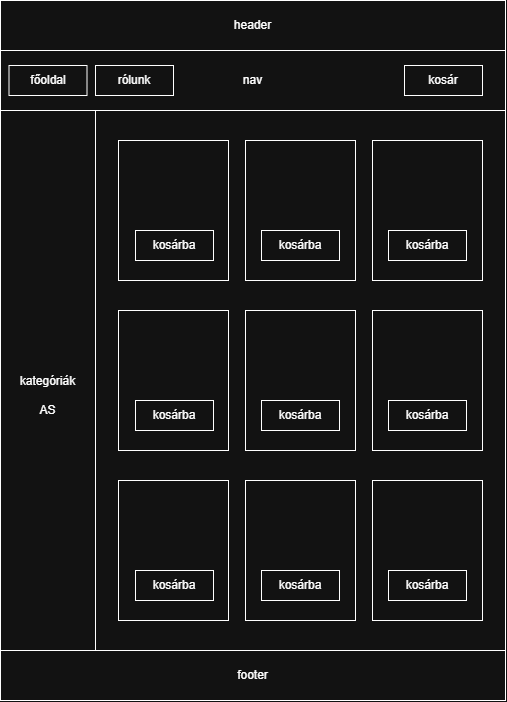 header
főoldal
rólunk
nav
kosár
kategóriák
AS
kosárba
kosárba
kosárba
kosárba
kosárba
kosárba
kosárba
kosárba
kosárba
footer